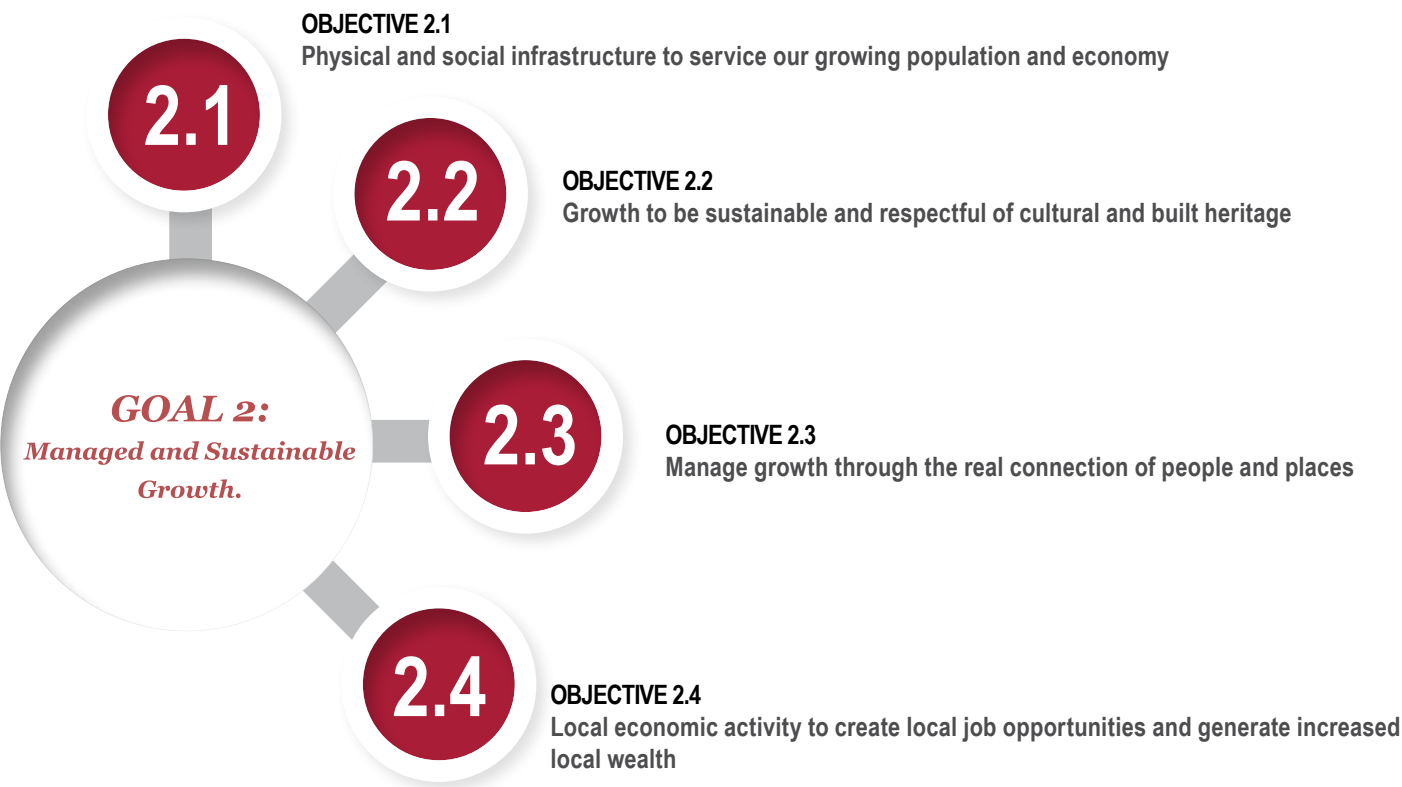 OBJECTIVE 2.1
Physical and social infrastructure to service our growing population and economy
2.1
2.2
OBJECTIVE 2.2
Growth to be sustainable and respectful of cultural and built heritage
GOAL 2:
Managed and Sustainable
Growth.
2.3
OBJECTIVE 2.3
Manage growth through the real connection of people and places
2.4
OBJECTIVE 2.4
Local economic activity to create local job opportunities and generate increased
local wealth